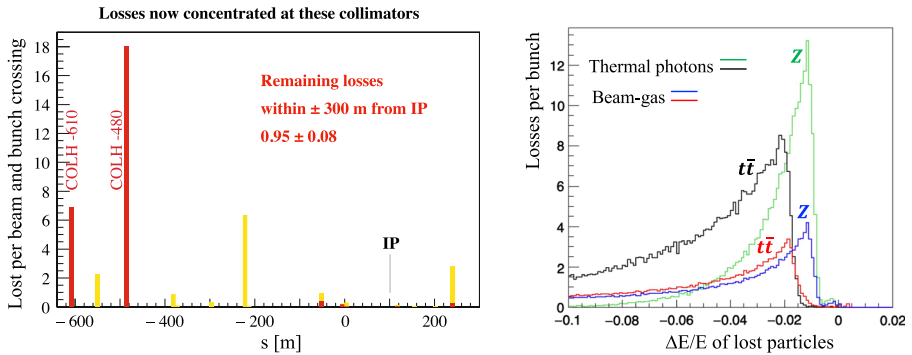 Losses now concentrated at these collimators
Lost per beam and bunch crossing
18
16
14
12
10
8
6
4
2
0
COLH -610
COLH -480
Remaining losses
within ± 300 m from IP
0.95 ± 0.08
IP
−600
−400
−200
0
200
s [m]
Losses per bunch
12
10
8
6
4
2
0
Thermal photons
Beam-gas
Z
tt̄
Z
tt̄
-0.1
-0.08
-0.06
-0.04
-0.02
0
0.02
ΔE/E of lost particles